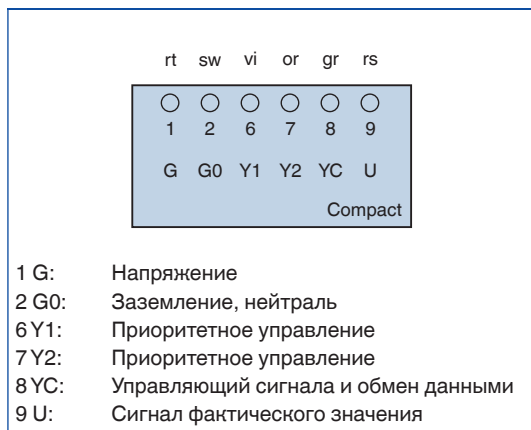 rt sw vi or gr rs
1 2 6 7 8 9
G G0 Y1 Y2 YC U
Compact
1 G: Напряжение
2 G0: Заземление, нейтраль
6 Y1: Приоритетное управление
7 Y2: Приоритетное управление
8 YC: Управляющий сигнала и обмен данными
9 U: Сигнал фактического значения